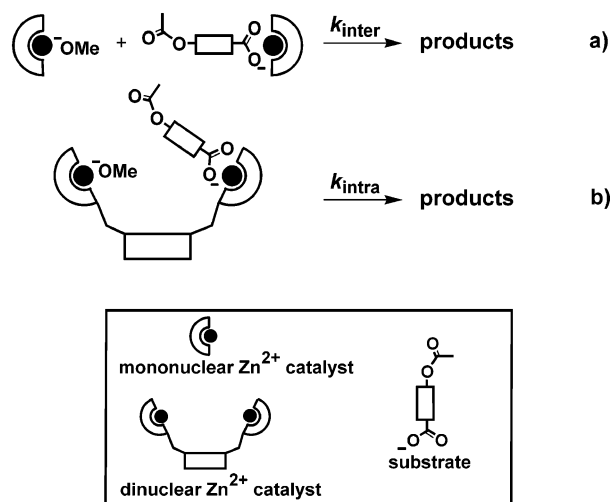 ⁻OMe + O O O O ⁻ k_inter products a)
O O O O ⁻ ⁻OMe k_intra products b)
mononuclear Zn²⁺ catalyst
dinuclear Zn²⁺ catalyst
O O ⁻O O
substrate